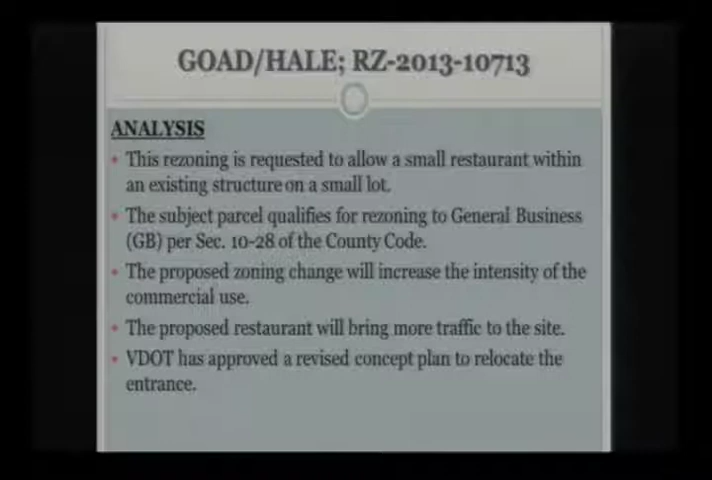 GOAD/HALE; RZ-2013-10713
ANALYSIS
• This rezoning is requested to allow a small restaurant within
an existing structure on a small lot.
• The subject parcel qualifies for rezoning to General Business
(GB) per Sec. 10-28 of the County Code.
• The proposed zoning change will increase the intensity of the
commercial use.
• The proposed restaurant will bring more traffic to the site.
• VDOT has approved a revised concept plan to relocate the
entrance.